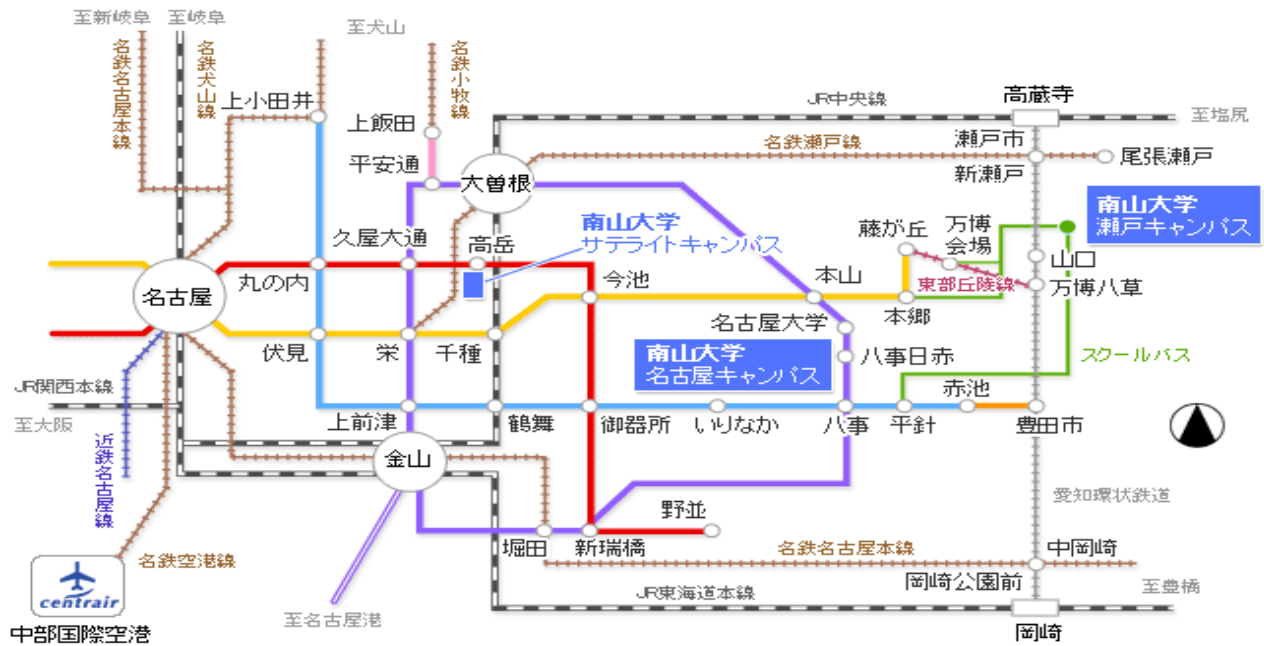 至新岐阜
至岐阜
至犬山
名鉄名古屋本線
名鉄犬山線
名鉄小牧線
上小田井
上飯田
平安通
大曽根
JR中央線
高蔵寺
至塩尻
名鉄瀬戸線
瀬戸市
新瀬戸
尾張瀬戸
南山大学
瀬戸キャンパス
南山大学
サテライトキャンパス
藤が丘
万博
会場
久屋大通
高岳
丸の内
名古屋
今池
本山
東部丘陵線
山口
万博八草
本郷
名古屋大学
伏見
栄
千種
南山大学
名古屋キャンパス
八事日赤
スクールバス
JR関西本線
赤池
至大阪
上前津
鶴舞
御器所
いりなか
八事
平針
豊田市
近鉄名古屋線
金山
愛知環状鉄道
野並
堀田
新瑞橋
名鉄空港線
名鉄名古屋本線
中岡崎
岡崎公園前
centrair
中部国際空港
至名古屋港
JR東海道本線
至豊橋
岡崎